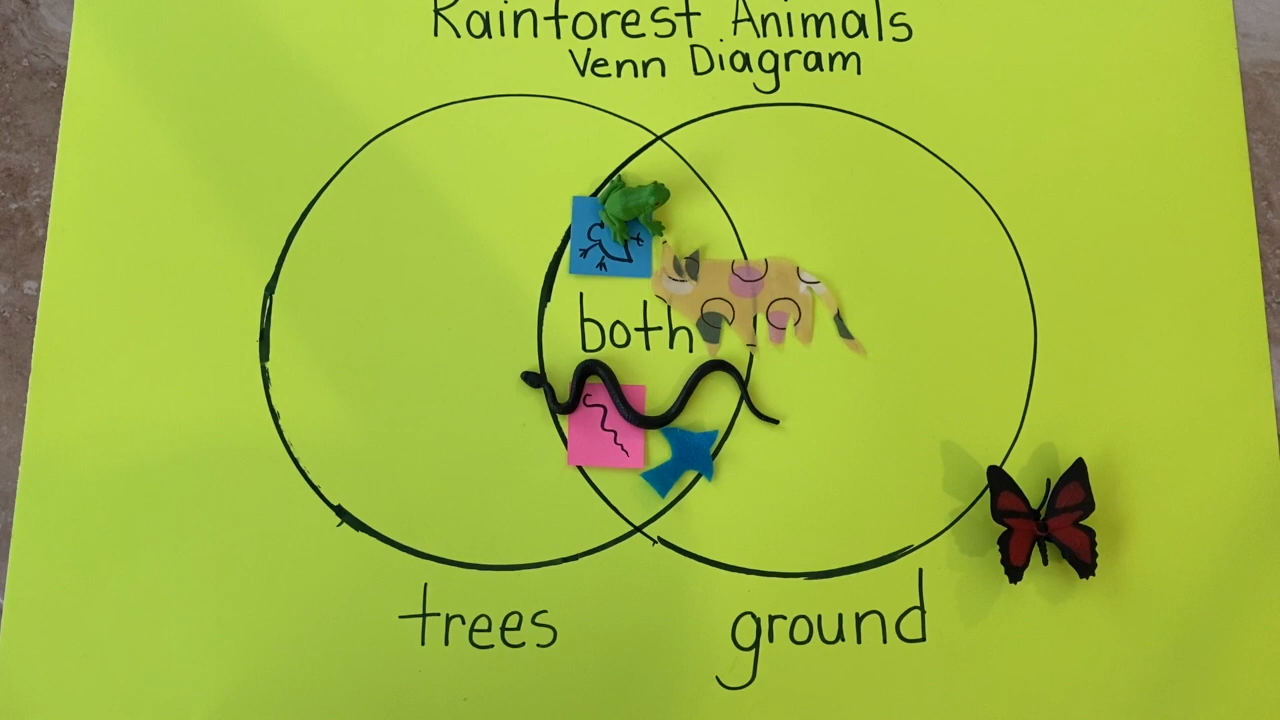 Rainforest Animals
Venn Diagram
both
trees
ground